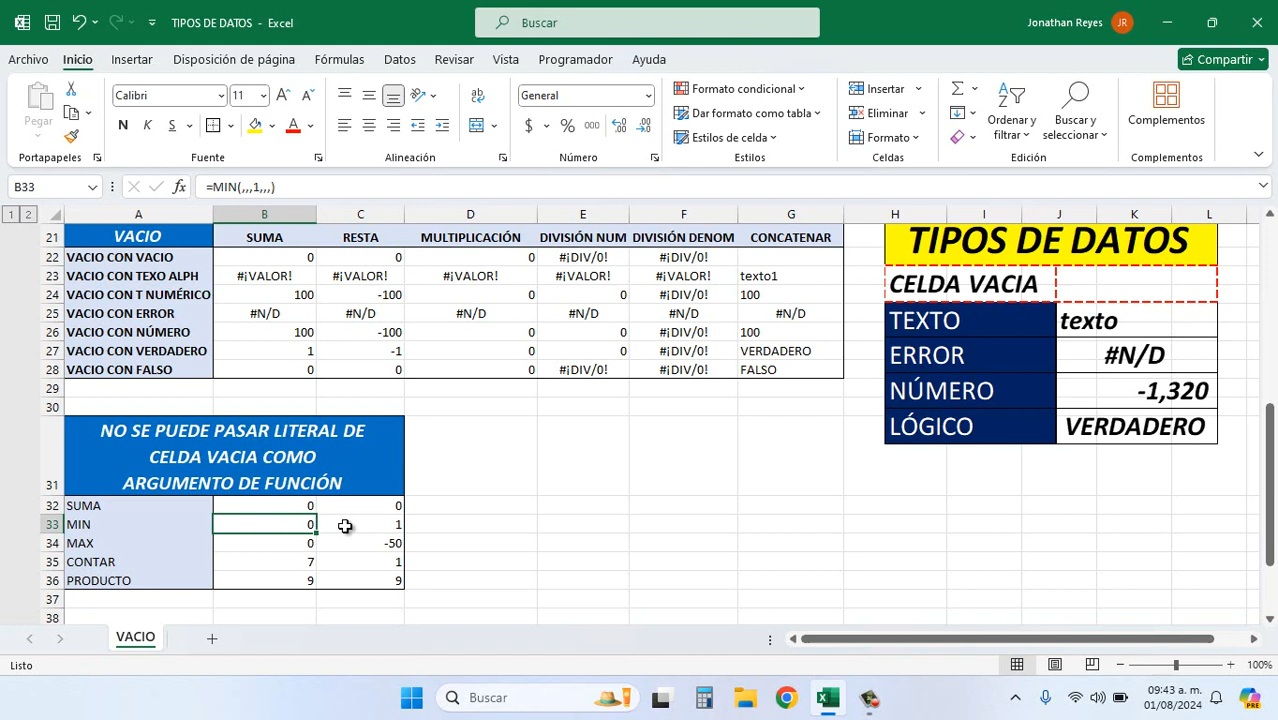 TIPOS DE DATOS - Excel
Buscar
Jonathan Reyes JR
Archivo Inicio Insertar Disposición de página Fórmulas Datos Revisar Vista Programador Ayuda Compartir
Pegar
Calibri 11
N K S
General
$ % 000
Formato condicional
Dar formato como tabla
Estilos de celda
Insertar
Eliminar
Formato
Ordenar y filtrar
Buscar y seleccionar
Complementos
Portapapeles Fuente Alineación Número Estilos Celdas Edición Complementos
B33 fx =MIN(,,,1,,,)
1 2 A B C D E F G H I J K L
21 VACIO SUMA RESTA MULTIPLICACIÓN DIVISIÓN NUM DIVISIÓN DENOM CONCATENAR
22 VACIO CON VACIO 0 0 0 #¡DIV/0! #¡DIV/0!
23 VACIO CON TEXO ALPH #¡VALOR! #¡VALOR! #¡VALOR! #¡VALOR! #¡VALOR! texto1
24 VACIO CON T NUMÉRICO 100 -100 0 0 #¡DIV/0! 100
25 VACIO CON ERROR #N/D #N/D #N/D #N/D #N/D #N/D
26 VACIO CON NÚMERO 100 -100 0 0 #¡DIV/0! 100
27 VACIO CON VERDADERO 1 -1 0 0 #¡DIV/0! VERDADERO
28 VACIO CON FALSO 0 0 0 #¡DIV/0! #¡DIV/0! FALSO
29
30
TIPOS DE DATOS
CELDA VACIA
TEXTO texto
ERROR #N/D
NÚMERO -1,320
LÓGICO VERDADERO
NO SE PUEDE PASAR LITERAL DE
CELDA VACIA COMO
31 ARGUMENTO DE FUNCIÓN
32 SUMA 0 0
33 MIN 0 1
34 MAX 0 -50
35 CONTAR 7 1
36 PRODUCTO 9 9
37
38
VACIO
Listo 100%
Buscar
09:43 a. m.
01/08/2024
PRE